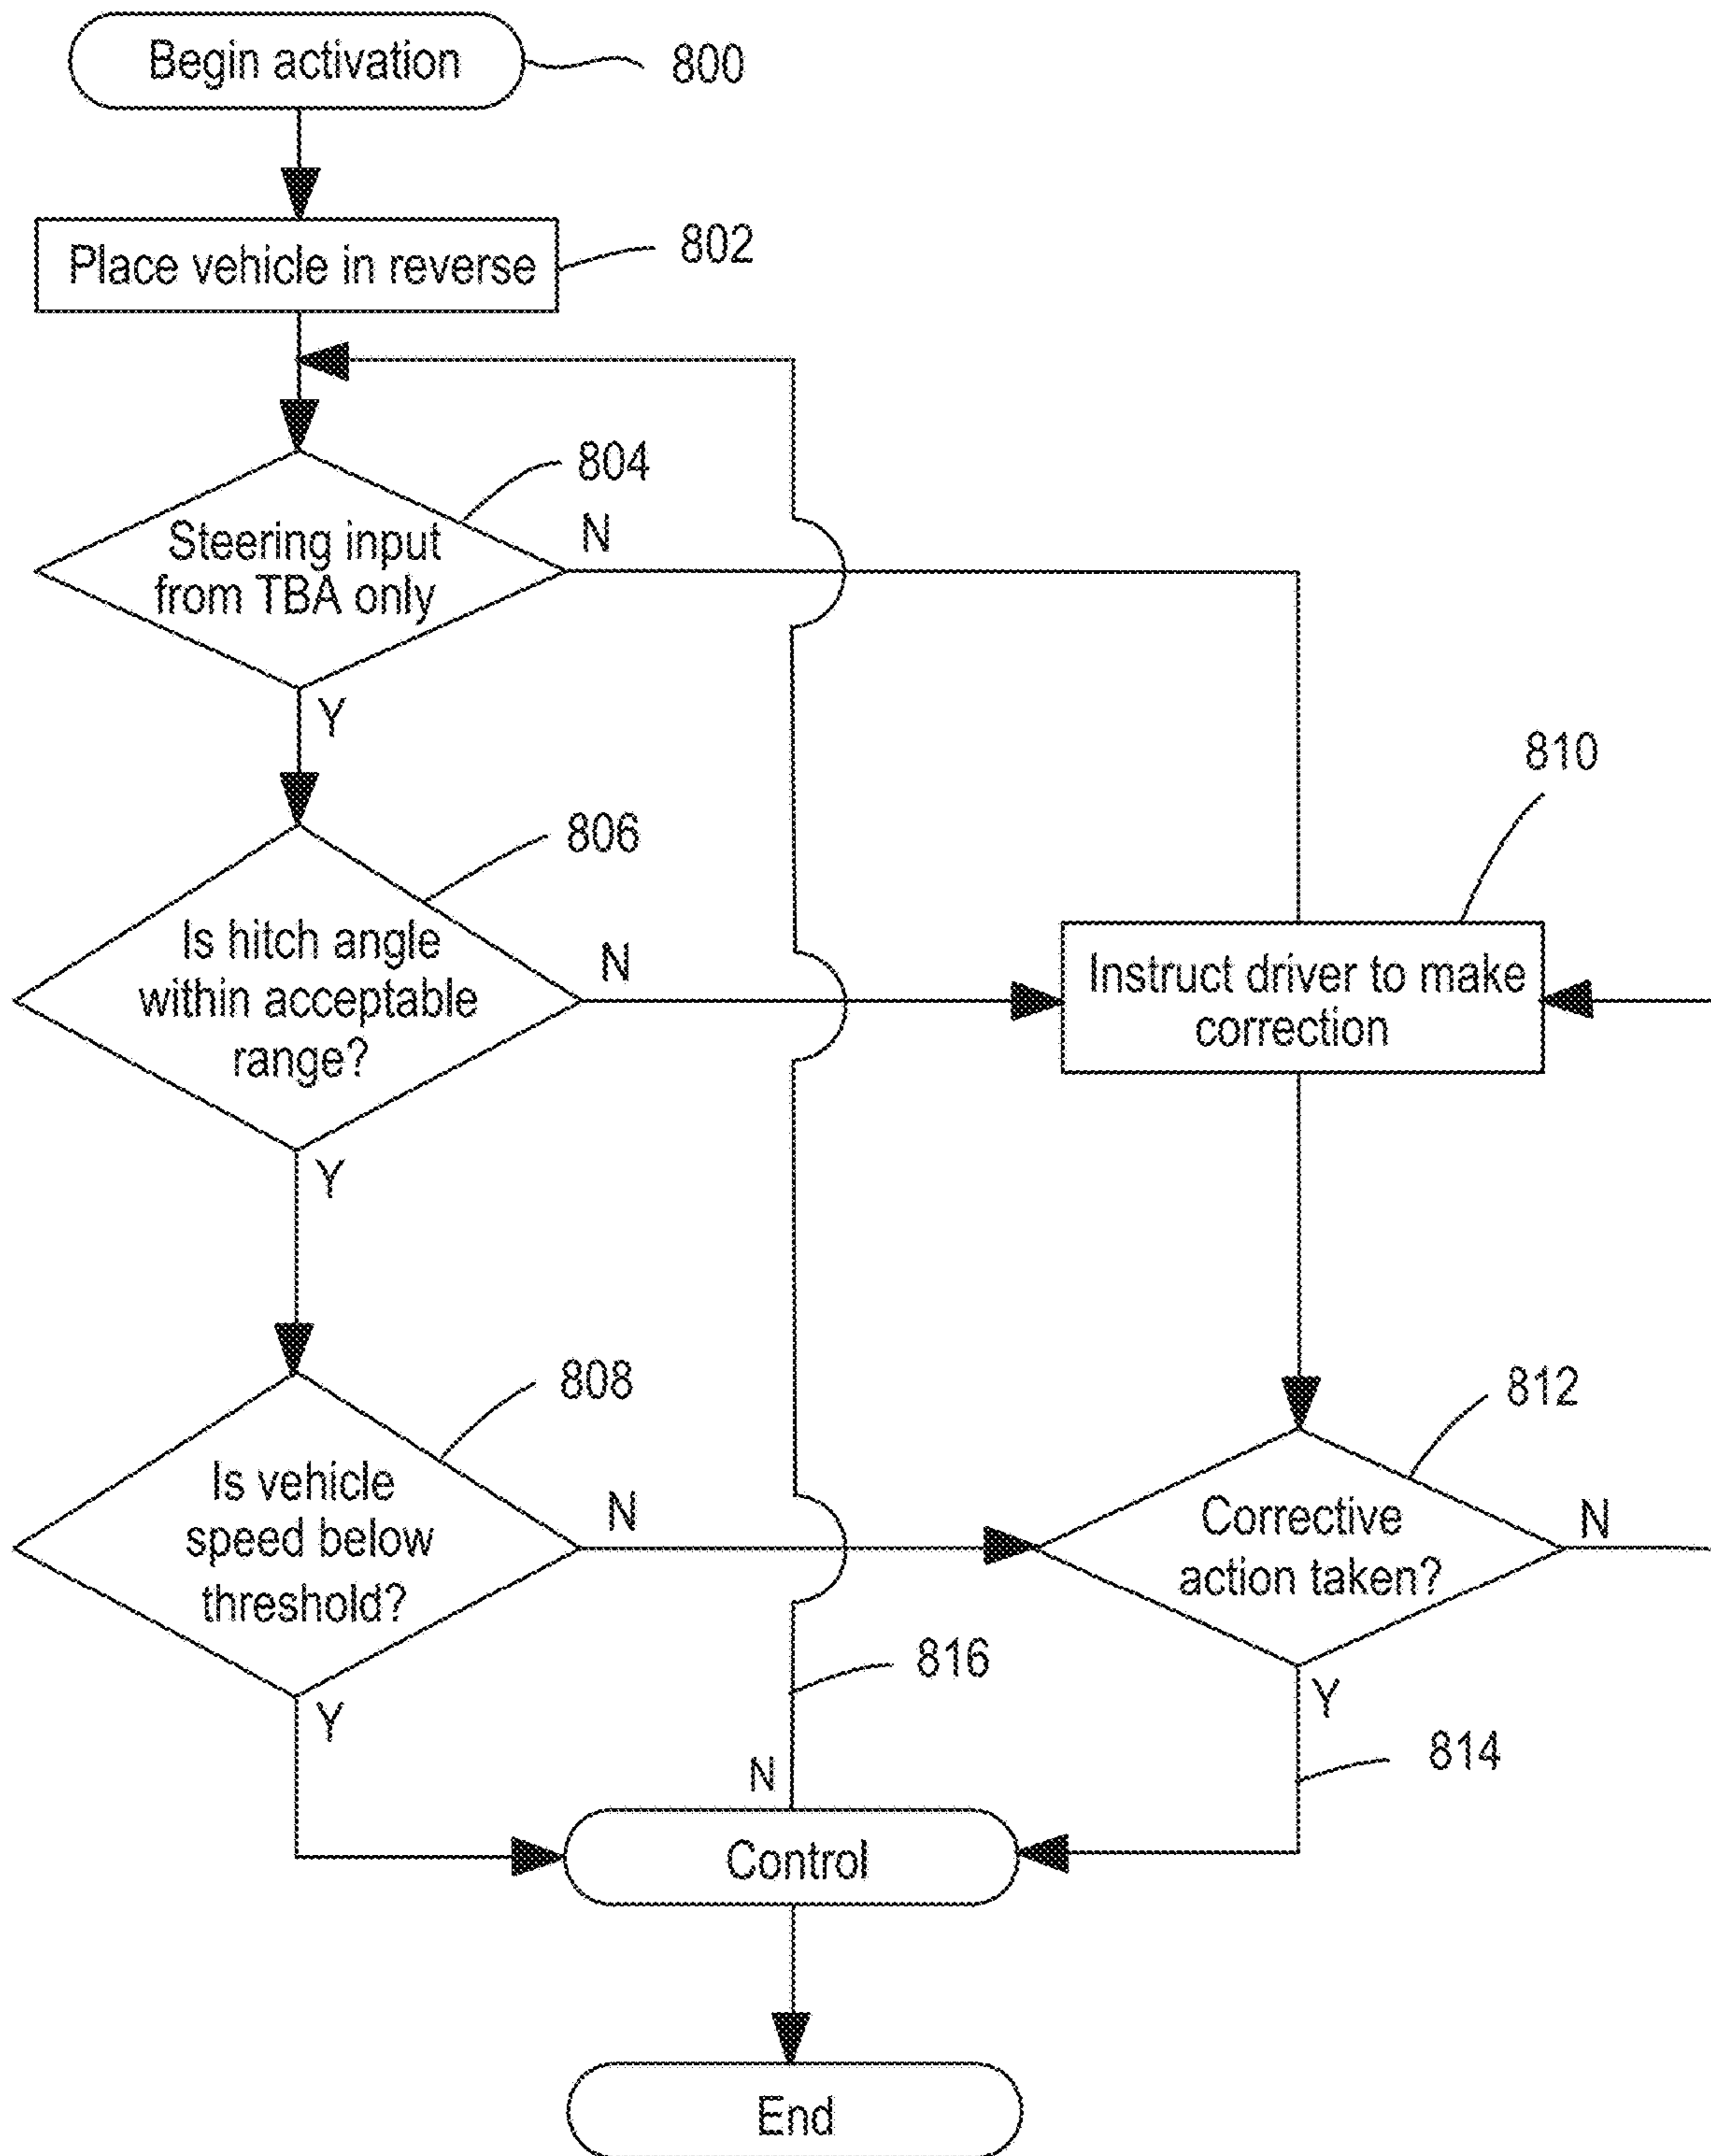 Begin activation
800
Place vehicle in reverse
802
804
Steering input
from TBA only
N
Y
810
806
Is hitch angle
within acceptable
range?
N
Instruct driver to make
correction
Y
808
812
Is vehicle
speed below
threshold?
N
Corrective
action taken?
N
816
Y
Y
814
N
Control
End